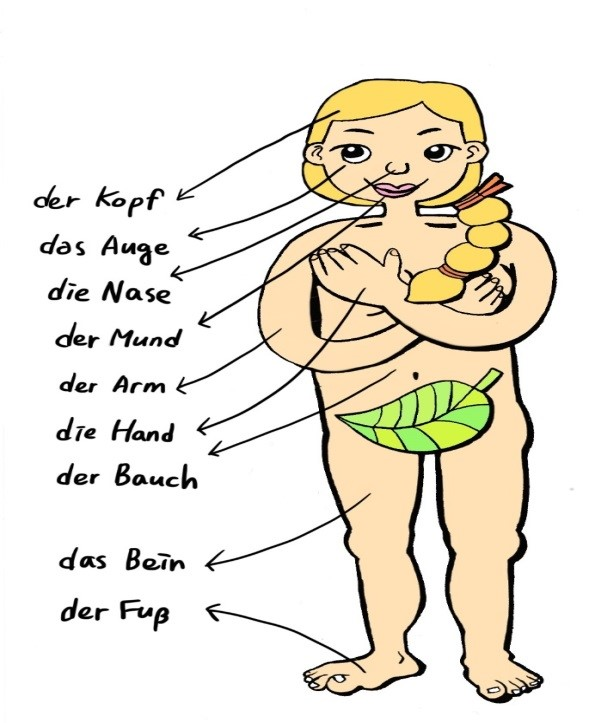 der Kopf
das Auge
die Nase
der Mund
der Arm
die Hand
der Bauch
das Bein
der Fuß